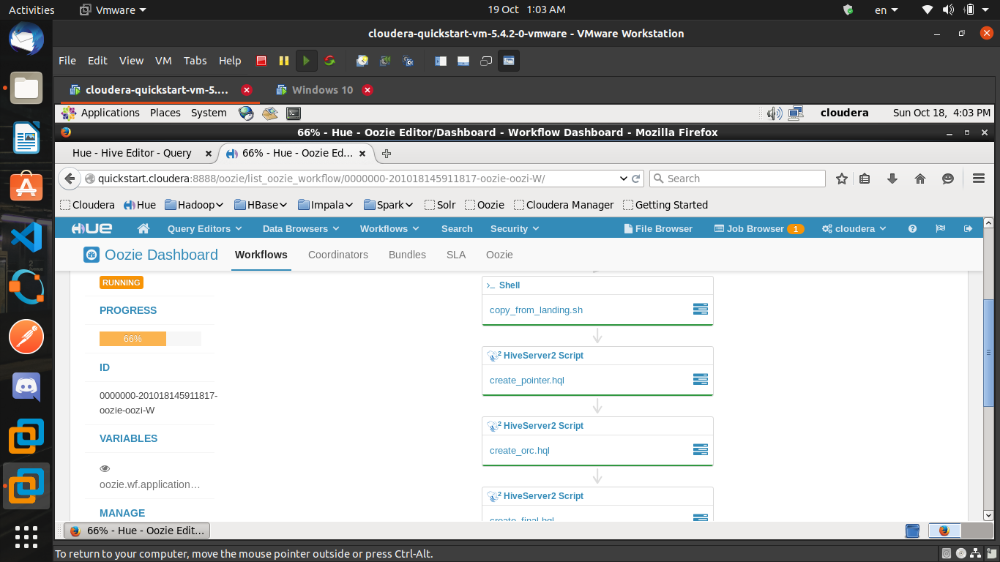 Activities Vmware 19 Oct 1:03 AM en
cloudera-quickstart-vm-5.4.2-0-vmware - VMware Workstation
File Edit View VM Tabs Help
cloudera-quickstart-vm-5.... Windows 10
Applications Places System cloudera Sun Oct 18, 4:03 PM
66% - Hue - Oozie Editor/Dashboard - Workflow Dashboard - Mozilla Firefox
Hue - Hive Editor - Query 66% - Hue - Oozie Ed...
quickstart.cloudera:8888/oozie/list_oozie_workflow/0000000-201018145911817-oozie-oozi-W/ Search
Cloudera Hue Hadoop HBase Impala Spark Solr Oozie Cloudera Manager Getting Started
HUE Query Editors Data Browsers Workflows Search Security File Browser Job Browser 1 cloudera
Oozie Dashboard Workflows Coordinators Bundles SLA Oozie
RUNNING
PROGRESS
66%
ID
0000000-201018145911817-
oozie-oozi-W
VARIABLES
oozie.wf.application...
MANAGE
Shell
copy_from_landing.sh
2 HiveServer2 Script
create_pointer.hql
2 HiveServer2 Script
create_orc.hql
2 HiveServer2 Script
create_final.hql
66% - Hue - Oozie Edit...
To return to your computer, move the mouse pointer outside or press Ctrl-Alt.